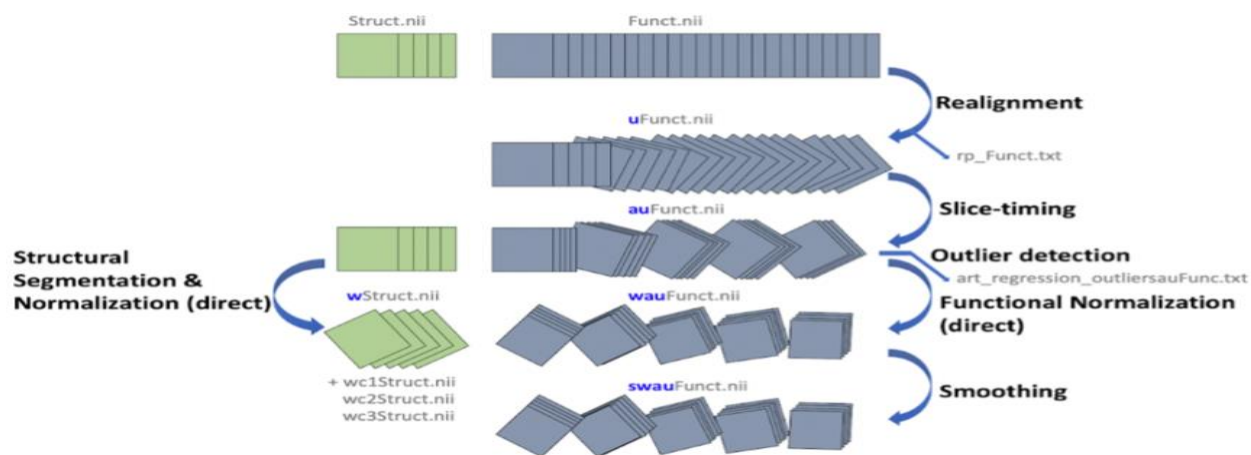 Struct.nii
Funct.nii
Realignment
uFunct.nii
rp_Funct.txt
Slice-timing
auFunct.nii
Structural
Segmentation &
Normalization (direct)
Outlier detection
art_regression_outliersauFunc.txt
wStruct.nii
wauFunct.nii
Functional Normalization
(direct)
+ wc1Struct.nii
wc2Struct.nii
wc3Struct.nii
swauFunct.nii
Smoothing